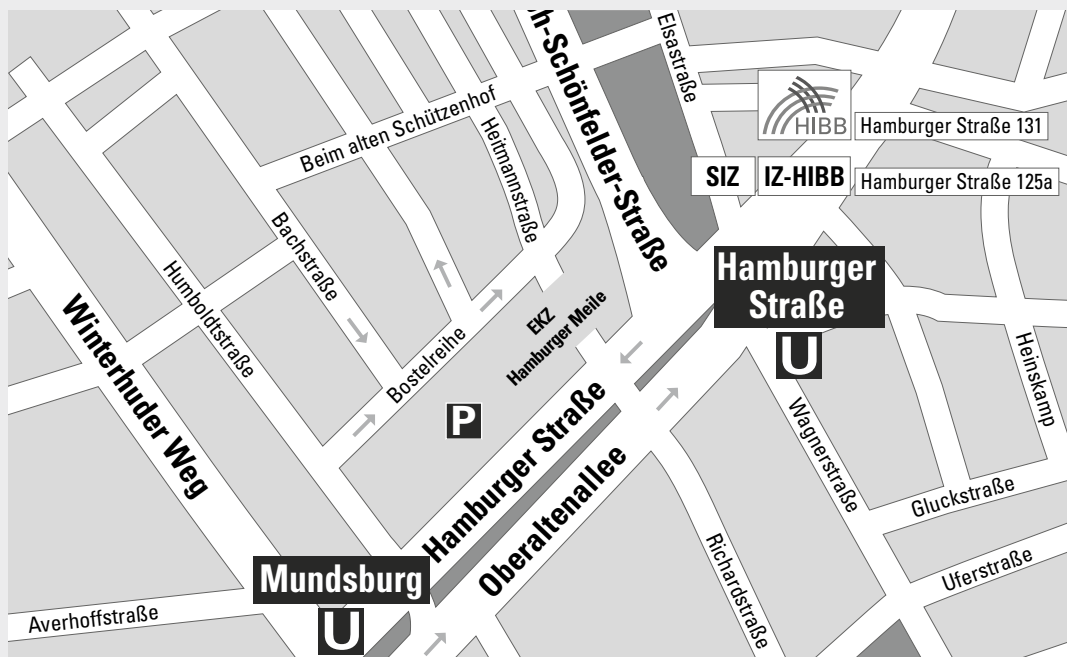 ch-Schönfelder-Straße
Elsastraße
HIBB
Hamburger Straße 131
Beim alten Schützenhof
Heitmannstraße
SIZ
IZ-HIBB
Hamburger Straße 125a
Bachstraße
Humboldtstraße
Hamburger
Straße
U
Winterhuder Weg
Bostelreihe
EKZ
Hamburger Meile
P
Heinskamp
Wagnerstraße
Hamburger Straße
Oberaltenallee
Gluckstraße
Richardstraße
Uferstraße
Mundsburg
U
Averhoffstraße